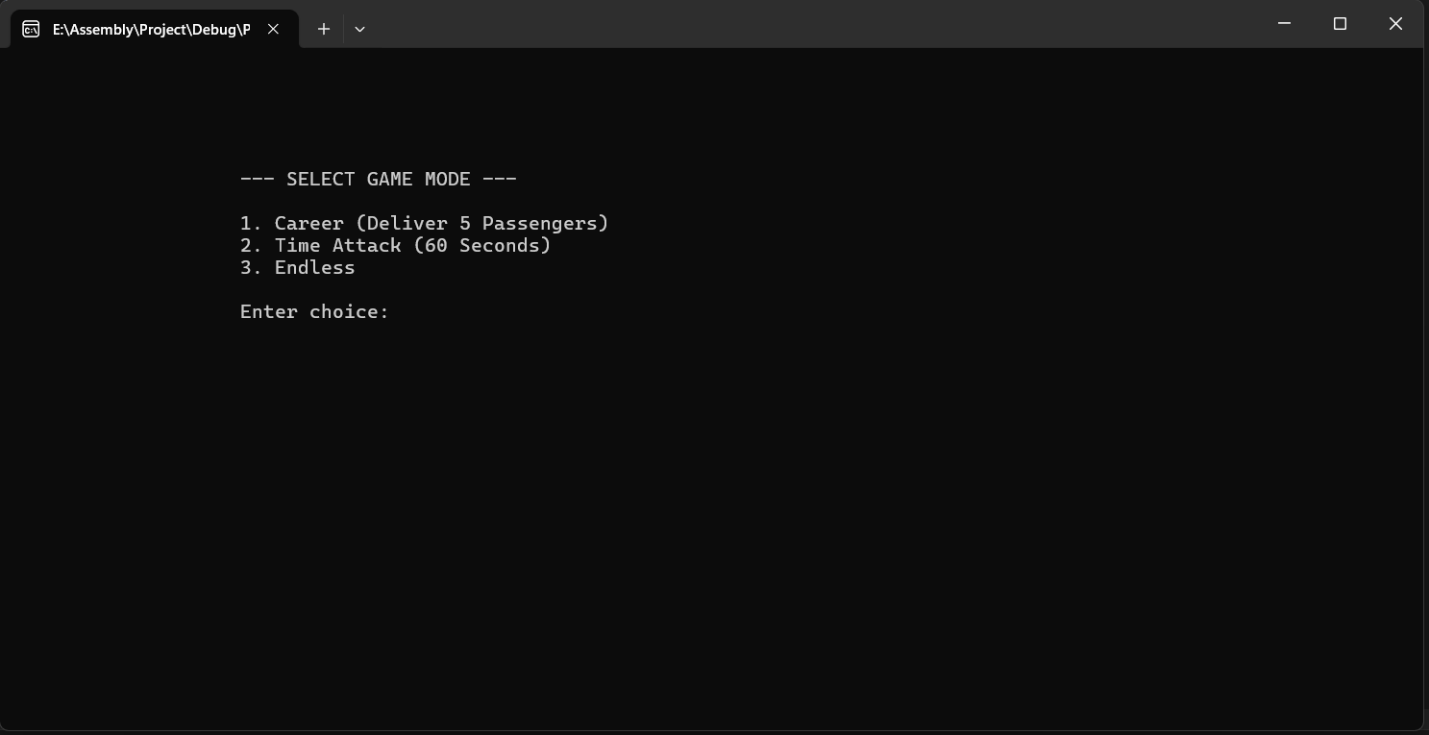 E:\Assembly\Project\Debug\P
--- SELECT GAME MODE ---
1. Career (Deliver 5 Passengers)
2. Time Attack (60 Seconds)
3. Endless
Enter choice: